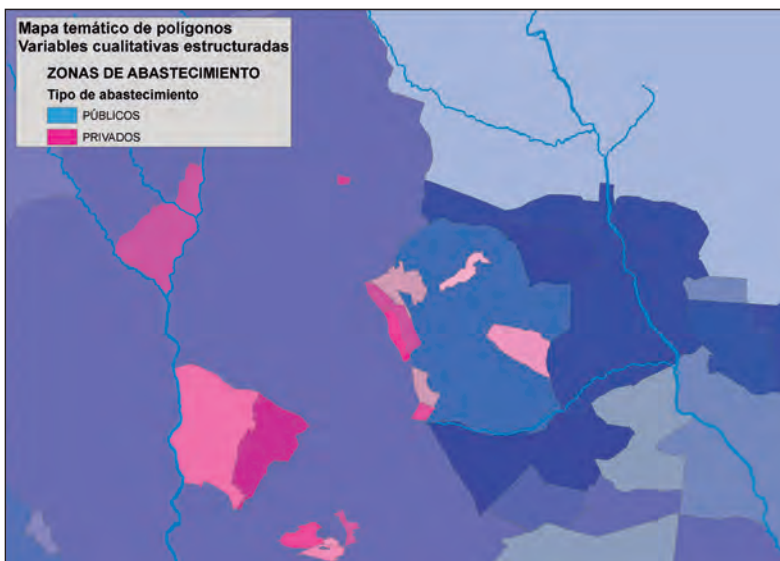 Mapa temático de polígonos
Variables cualitativas estructuradas
ZONAS DE ABASTECIMIENTO
Tipo de abastecimiento
PÚBLICOS
PRIVADOS